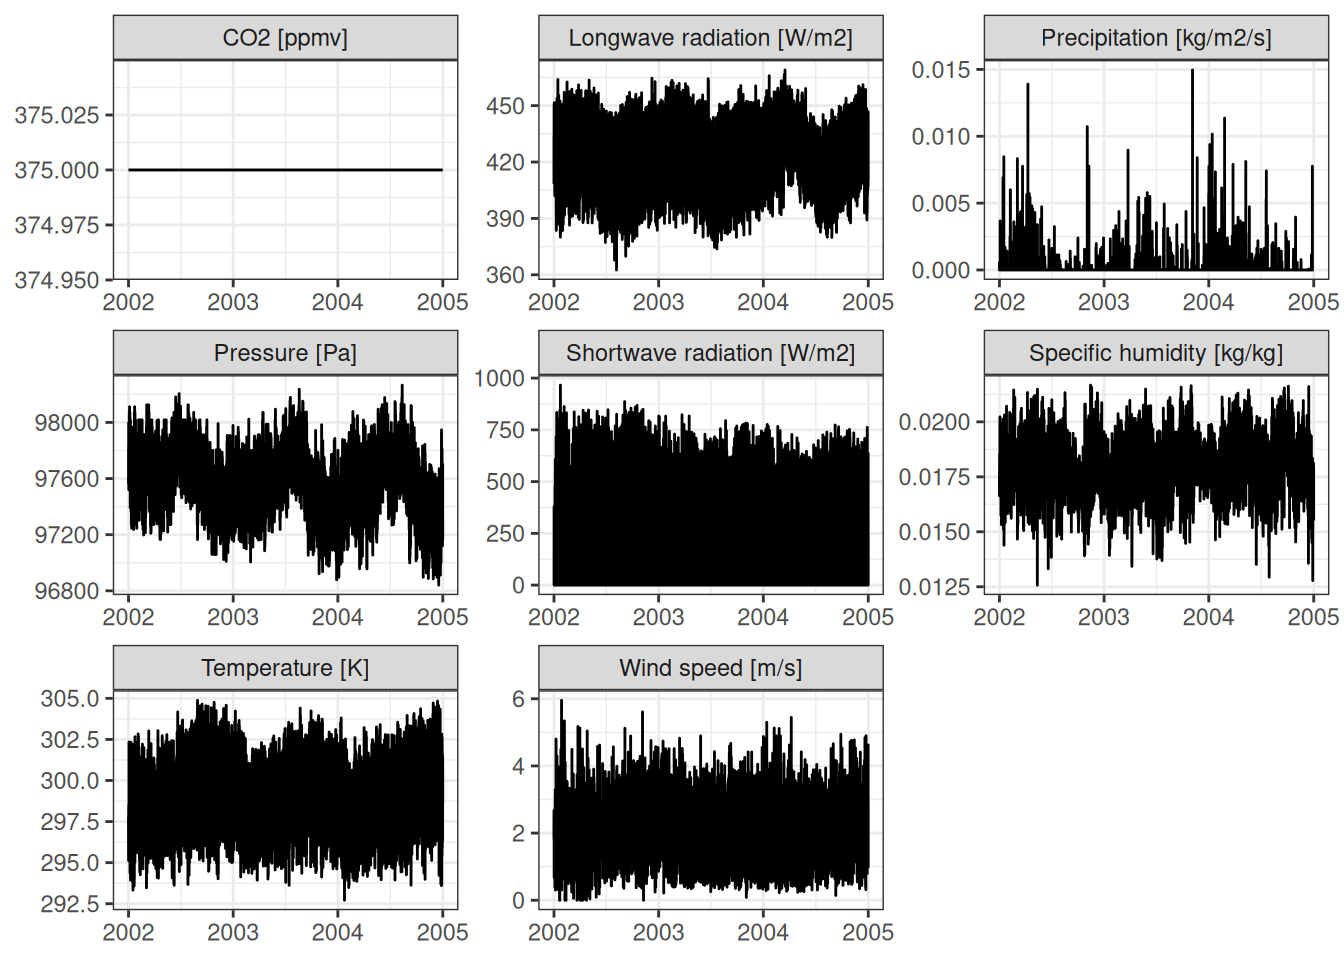 CO2 [ppmv]
375.025
375.000
374.975
374.950
2002 2003 2004 2005
Longwave radiation [W/m2]
450
420
390
360
2002 2003 2004 2005
Precipitation [kg/m2/s]
0.015
0.010
0.005
0.000
2002 2003 2004 2005
Pressure [Pa]
98000
97600
97200
96800
2002 2003 2004 2005
Shortwave radiation [W/m2]
1000
750
500
250
0
2002 2003 2004 2005
Specific humidity [kg/kg]
0.0200
0.0175
0.0150
0.0125
2002 2003 2004 2005
Temperature [K]
305.0
302.5
300.0
297.5
295.0
292.5
2002 2003 2004 2005
Wind speed [m/s]
6
4
2
0
2002 2003 2004 2005